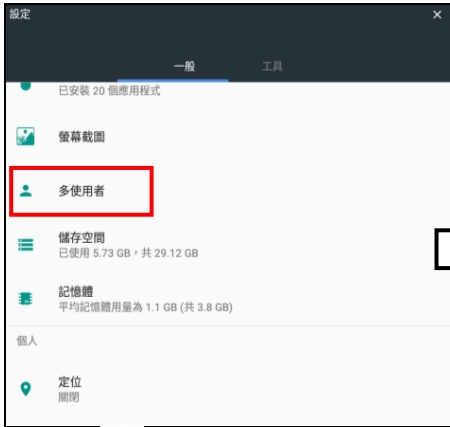 設定
一般
工具
已安裝 20 個應用程式
螢幕截圖
多使用者
儲存空間
已使用 5.73 GB，共 29.12 GB
記憶體
平均記憶體用量為 1.1 GB (共 3.8 GB)
個人
定位
關閉